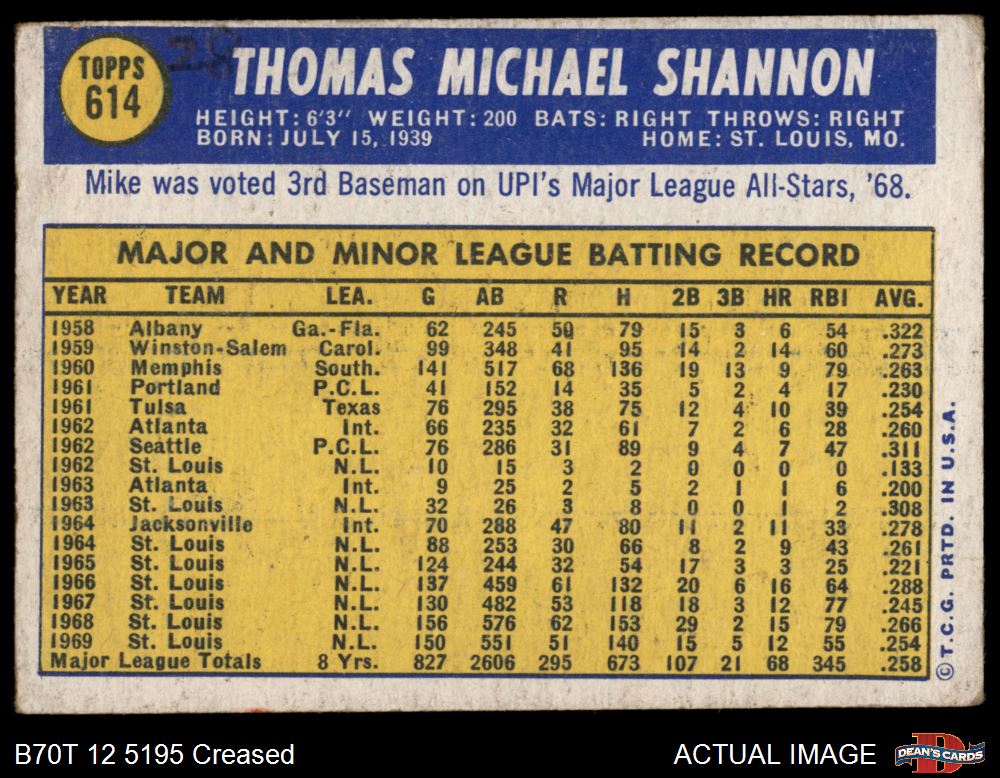 TOPPS
614
THOMAS MICHAEL SHANNON
HEIGHT: 6'3" WEIGHT: 200 BATS: RIGHT THROWS: RIGHT
BORN: JULY 15, 1939 HOME: ST. LOUIS, MO.
Mike was voted 3rd Baseman on UPI's Major League All-Stars, '68.
MAJOR AND MINOR LEAGUE BATTING RECORD
YEAR TEAM LEA. G AB R H 2B 3B HR RBI AVG.
1958 Albany Ga.-Fla. 62 245 50 79 15 3 6 54 .322
1959 Winston-Salem Carol. 99 348 41 95 14 2 14 60 .273
1960 Memphis South. 141 517 68 136 19 13 9 79 .263
1961 Portland P.C.L. 41 152 14 35 5 2 4 17 .230
1961 Tulsa Texas 76 295 38 75 12 4 10 39 .254
1962 Atlanta Int. 66 235 32 61 7 2 6 28 .260
1962 Seattle P.C.L. 76 286 31 89 9 4 7 47 .311
1962 St. Louis N.L. 10 15 3 2 0 0 0 0 .133
1963 Atlanta Int. 9 25 2 5 2 1 1 6 .200
1963 St. Louis N.L. 32 26 3 8 0 0 1 2 .308
1964 Jacksonville Int. 70 288 47 80 11 2 11 33 .278
1964 St. Louis N.L. 88 253 30 66 8 2 9 43 .261
1965 St. Louis N.L. 124 244 32 54 17 3 3 25 .221
1966 St. Louis N.L. 137 459 61 132 20 6 16 64 .288
1967 St. Louis N.L. 130 482 53 118 18 3 12 77 .245
1968 St. Louis N.L. 156 576 62 153 29 2 15 79 .266
1969 St. Louis N.L. 150 551 51 140 15 5 12 55 .254
Major League Totals 8 Yrs. 827 2606 295 673 107 21 68 345 .258
© T.C.G. PRTD. IN U.S.A.
B70T 12 5195 Creased ACTUAL IMAGE
DEAN'S CARDS